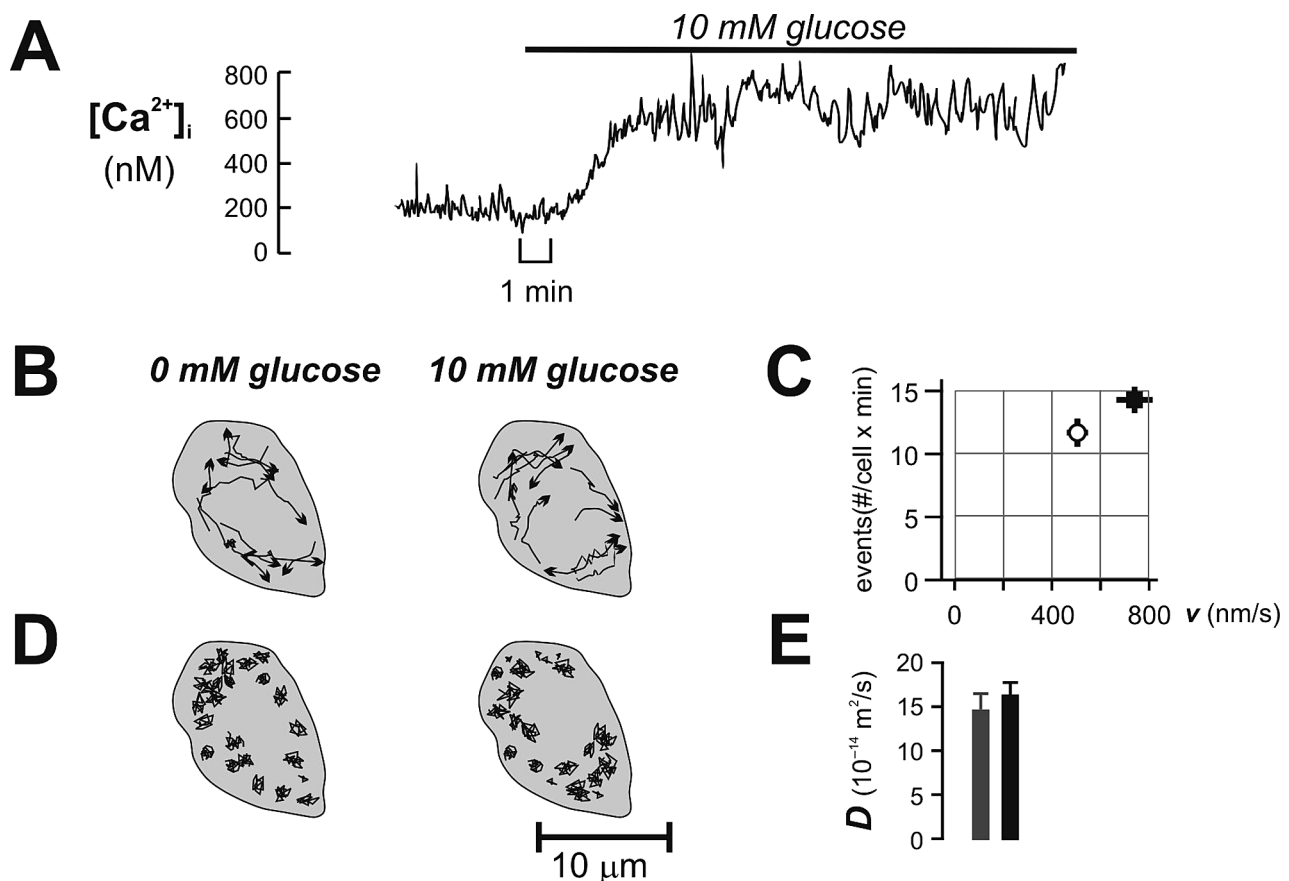 A
10 mM glucose
[Ca²⁺]ᵢ
(nM)
800
600
400
200
0
1 min
B
0 mM glucose
10 mM glucose
C
events(#/cell x min)
15
10
5
0
0
400
800
v (nm/s)
D
10 μm
E
D (10⁻¹⁴ m²/s)
20
15
10
5
0